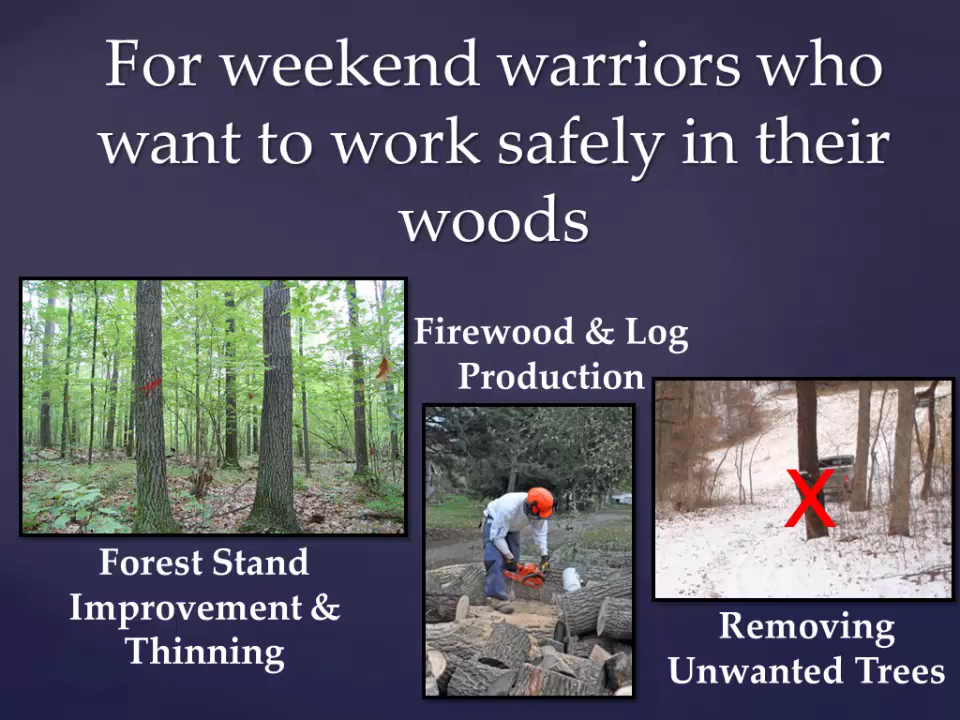 For weekend warriors who
want to work safely in their
woods
Firewood & Log
Production
X
Forest Stand
Improvement &
Thinning
Removing
Unwanted Trees